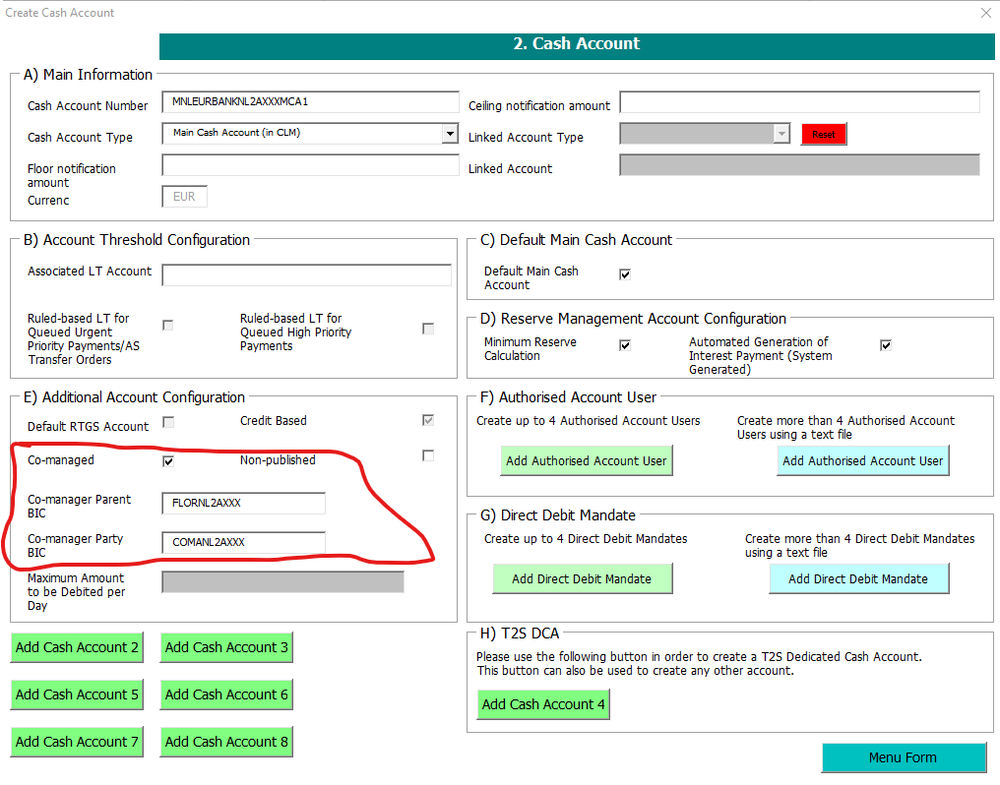 Create Cash Account
2. Cash Account
A) Main Information
Cash Account Number
MNLEURBANKNL2AXXXMCA1
Ceiling notification amount
Cash Account Type
Main Cash Account (in CLM)
Linked Account Type
Reset
Floor notification
amount
Linked Account
Currenc
EUR
B) Account Threshold Configuration
Associated LT Account
Ruled-based LT for
Queued Urgent
Priority Payments/AS
Transfer Orders
Ruled-based LT for
Queued High Priority
Payments
C) Default Main Cash Account
Default Main Cash
Account
D) Reserve Management Account Configuration
Minimum Reserve
Calculation
Automated Generation of
Interest Payment (System
Generated)
E) Additional Account Configuration
Default RTGS Account
Credit Based
Co-managed
Non-published
Co-manager Parent
BIC
FLORNL2AXXX
Co-manager Party
BIC
COMANL2AXXX
Maximum Amount
to be Debited per
Day
F) Authorised Account User
Create up to 4 Authorised Account Users
Create more than 4 Authorised Account
Users using a text file
Add Authorised Account User
Add Authorised Account User
G) Direct Debit Mandate
Create up to 4 Direct Debit Mandates
Create more than 4 Direct Debit Mandates
using a text file
Add Direct Debit Mandate
Add Direct Debit Mandate
H) T2S DCA
Please use the following button in order to create a T2S Dedicated Cash Account.
This button can also be used to create any other account.
Add Cash Account 4
Add Cash Account 2
Add Cash Account 3
Add Cash Account 5
Add Cash Account 6
Add Cash Account 7
Add Cash Account 8
Menu Form